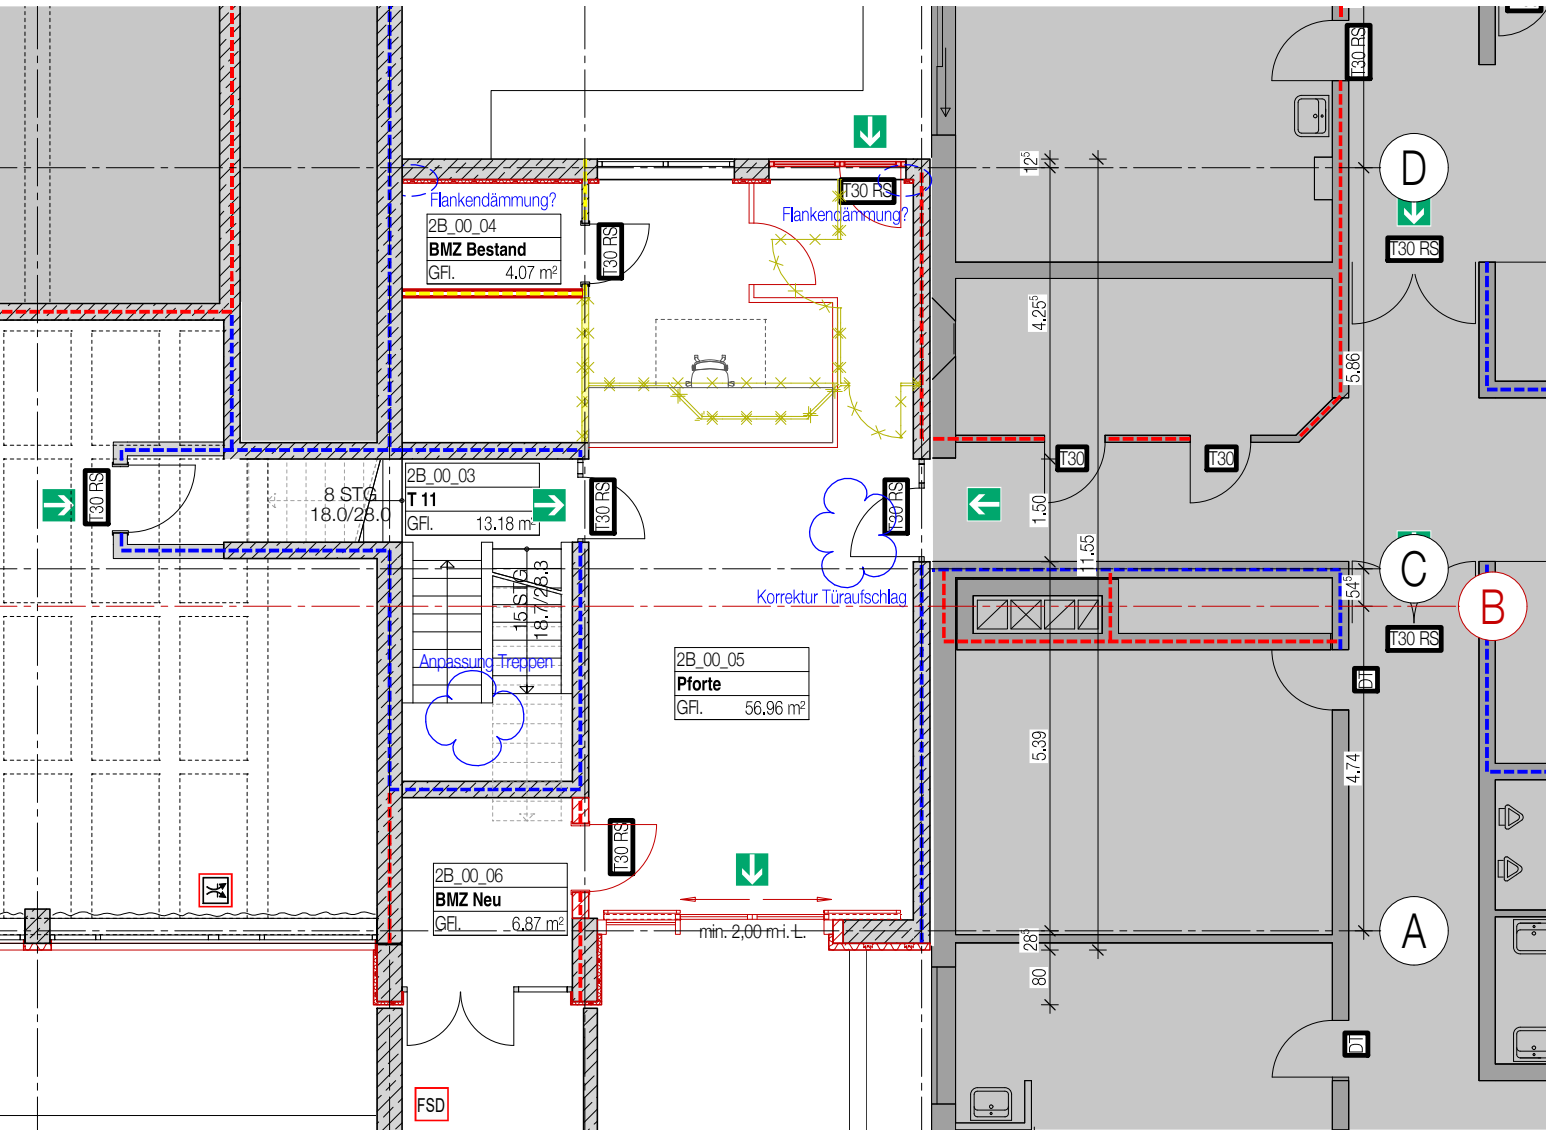 T30 RS
D
12⁵
T30 RS
Flankendämmung?
Flankendämmung?
2B_00_04
BMZ Bestand
GFl. 4.07 m²
T30 RS
T30 RS
4.25⁵
5.86
T30
T30
2B_00_03
T 11
GFl. 13.18 m²
8 STG
18.0/28.0
T30 RS
T30 RS
T30 RS
1.50
11.55
C
54⁵
B
15 STG
18.7/28.3
Korrektur Türaufschlag
T30 RS
Anpassung Treppen
2B_00_05
Pforte
GFl. 56.96 m²
DT
5.39
4.74
T30 RS
2B_00_06
BMZ Neu
GFl. 6.87 m²
min. 2,00 m i. L.
A
28⁵
80
DT
FSD